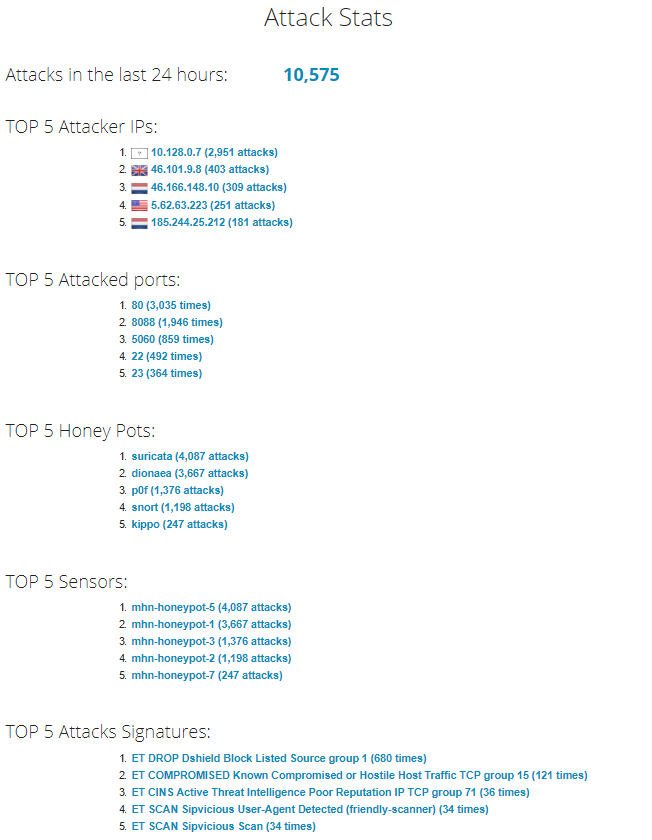 Attack Stats
Attacks in the last 24 hours: 10,575
TOP 5 Attacker IPs:
1. 10.128.0.7 (2,951 attacks)
2. 46.101.9.8 (403 attacks)
3. 46.166.148.10 (309 attacks)
4. 5.62.63.223 (251 attacks)
5. 185.244.25.212 (181 attacks)
TOP 5 Attacked ports:
1. 80 (3,035 times)
2. 8088 (1,946 times)
3. 5060 (859 times)
4. 22 (492 times)
5. 23 (364 times)
TOP 5 Honey Pots:
1. suricata (4,087 attacks)
2. dionaea (3,667 attacks)
3. p0f (1,376 attacks)
4. snort (1,198 attacks)
5. kippo (247 attacks)
TOP 5 Sensors:
1. mhn-honeypot-5 (4,087 attacks)
2. mhn-honeypot-1 (3,667 attacks)
3. mhn-honeypot-3 (1,376 attacks)
4. mhn-honeypot-2 (1,198 attacks)
5. mhn-honeypot-7 (247 attacks)
TOP 5 Attacks Signatures:
1. ET DROP Dshield Block Listed Source group 1 (680 times)
2. ET COMPROMISED Known Compromised or Hostile Host Traffic TCP group 15 (121 times)
3. ET CINS Active Threat Intelligence Poor Reputation IP TCP group 71 (36 times)
4. ET SCAN Sipvicious User-Agent Detected (friendly-scanner) (34 times)
5. ET SCAN Sipvicious Scan (34 times)